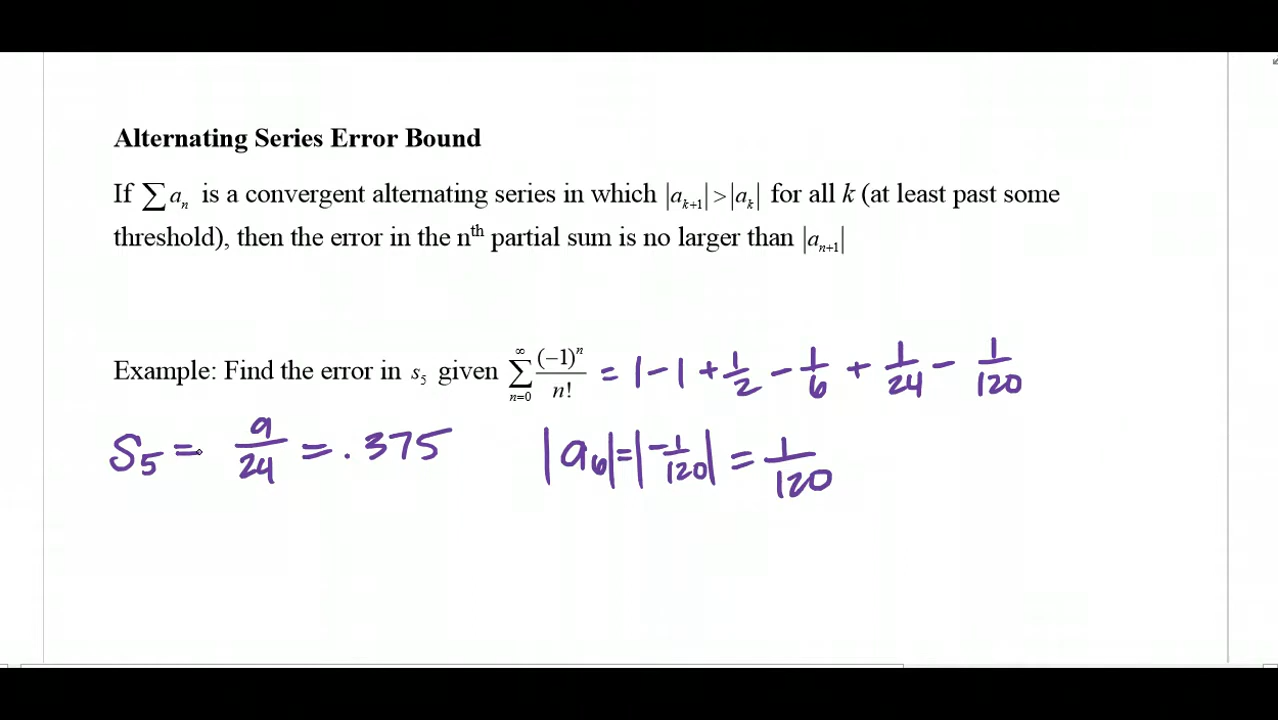 Alternating Series Error Bound
If ∑ aₙ is a convergent alternating series in which |aₖ₊₁| > |aₖ| for all k (at least past some
threshold), then the error in the nᵗʰ partial sum is no larger than |aₙ₊₁|
Example: Find the error in s₅ given ∑_{n=0}^{∞} (−1)ⁿ/n! = 1 − 1 + 1/2 − 1/6 + 1/24 − 1/120
S₅ = 9/24 = .375 |a₆| = |−1/120| = 1/120